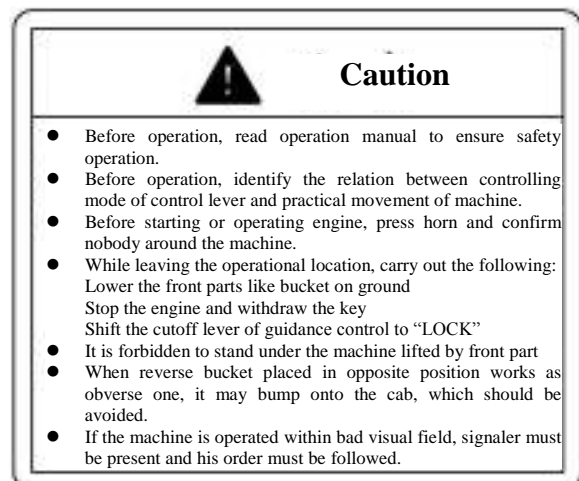 Caution
● Before operation, read operation manual to ensure safety
operation.
● Before operation, identify the relation between controlling
mode of control lever and practical movement of machine.
● Before starting or operating engine, press horn and confirm
nobody around the machine.
● While leaving the operational location, carry out the following:
Lower the front parts like bucket on ground
Stop the engine and withdraw the key
Shift the cutoff lever of guidance control to “LOCK”
● It is forbidden to stand under the machine lifted by front part
● When reverse bucket placed in opposite position works as
obverse one, it may bump onto the cab, which should be
avoided.
● If the machine is operated within bad visual field, signaler must
be present and his order must be followed.